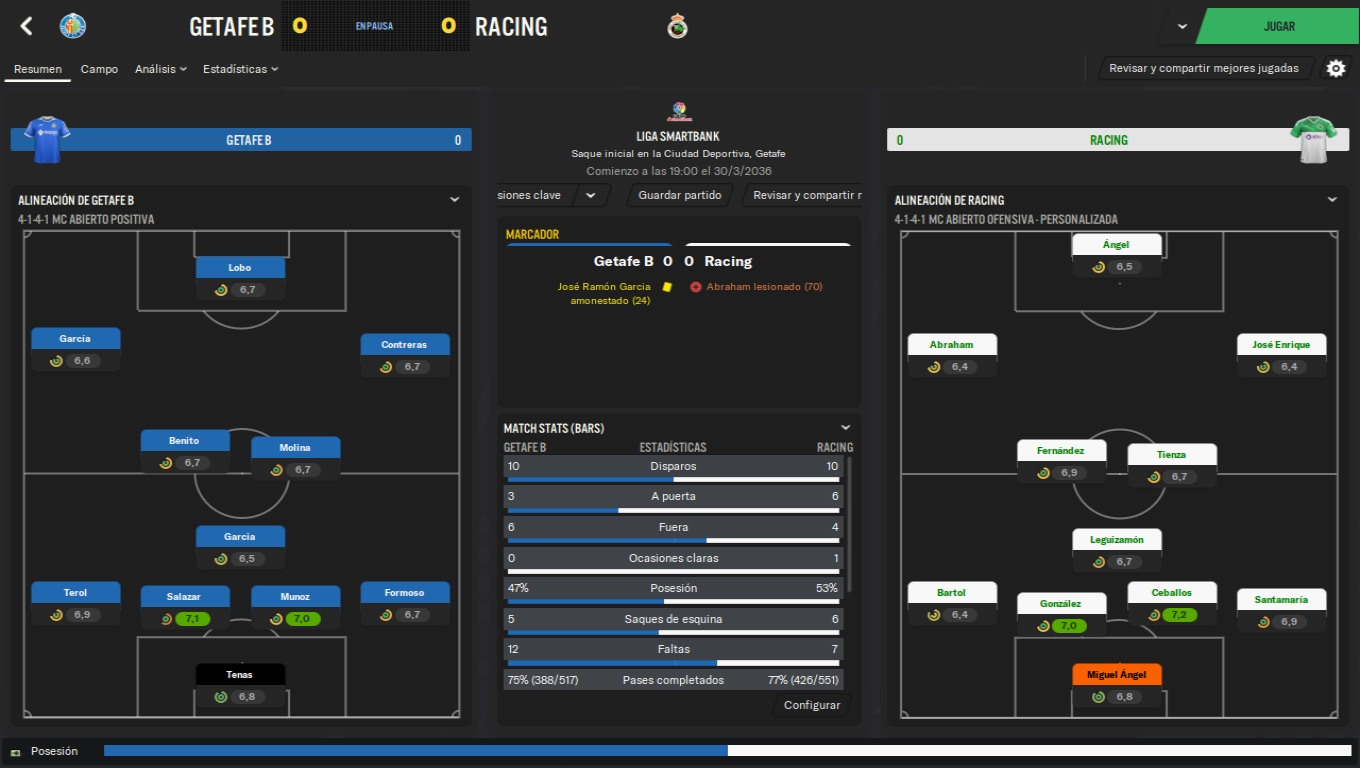 GETAFE B
0
EN PAUSA
0
RACING
JUGAR
Resumen
Campo
Análisis
Estadísticas
Revisar y compartir mejores jugadas
GETAFE B
0
LIGA SMARTBANK
Saque inicial en la Ciudad Deportiva, Getafe
Comienzo a las 19:00 el 30/3/2036
0
RACING
siones clave
Guardar partido
Revisar y compartir r
ALINEACIÓN DE GETAFE B
4-1-4-1 MC ABIERTO POSITIVA
Lobo
6,7
García
6,6
Contreras
6,7
Benito
6,7
Molina
6,7
Garcia
6,5
Terol
6,9
Salazar
7,1
Munoz
7,0
Formoso
6,7
Tenas
6,8
MARCADOR
Getafe B 0 0 Racing
José Ramón Garcia
amonestado (24)
Abraham lesionado (70)
MATCH STATS (BARS)
GETAFE B ESTADÍSTICAS RACING
10 Disparos 10
3 A puerta 6
6 Fuera 4
0 Ocasiones claras 1
47% Posesión 53%
5 Saques de esquina 6
12 Faltas 7
75% (388/517) Pases completados 77% (426/551)
Configurar
ALINEACIÓN DE RACING
4-1-4-1 MC ABIERTO OFENSIVA - PERSONALIZADA
Ángel
6,5
Abraham
6,4
José Enrique
6,4
Fernández
6,9
Tienza
6,7
Leguizamón
6,7
Bartol
6,4
González
7,0
Ceballos
7,2
Santamaría
6,9
Miguel Ángel
6,8
Posesión